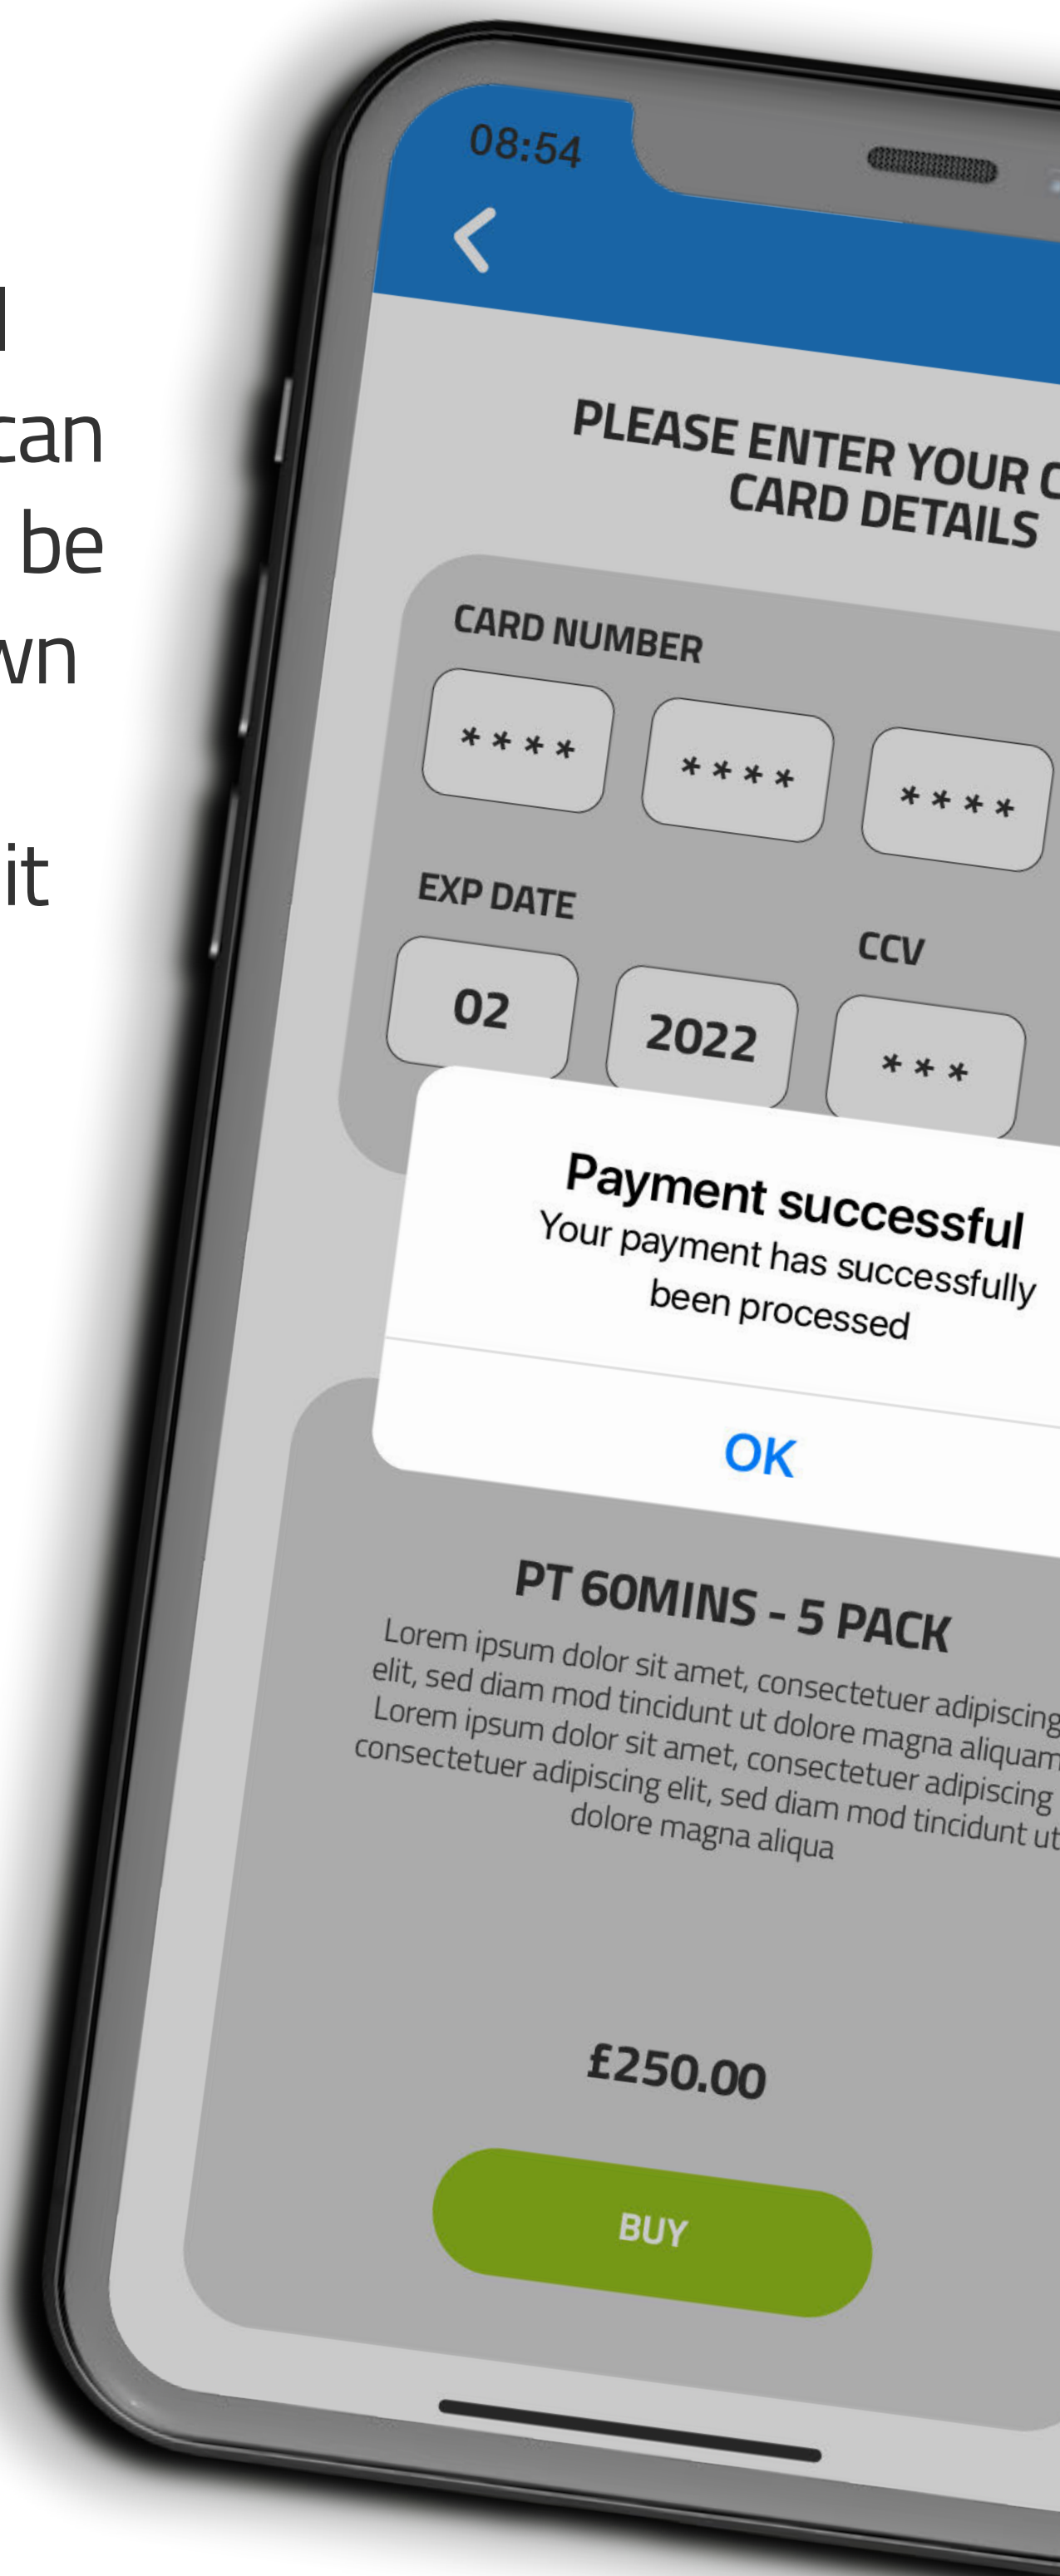 can
be
it
08:54
PLEASE ENTER YOUR
CARD DETAILS
CARD NUMBER
**** **** ****
EXP DATE
CCV
02 2022 ***
Payment successful
Your payment has successfully
been processed
OK
PT 60MINS - 5 PACK
Lorem ipsum dolor sit amet, consectetuer adipiscing
elit, sed diam mod tincidunt ut dolore magna aliquam
Lorem ipsum dolor sit amet, consectetuer adipiscing
consectetuer adipiscing elit, sed diam mod tincidunt ut
dolore magna aliqua
£250.00
BUY